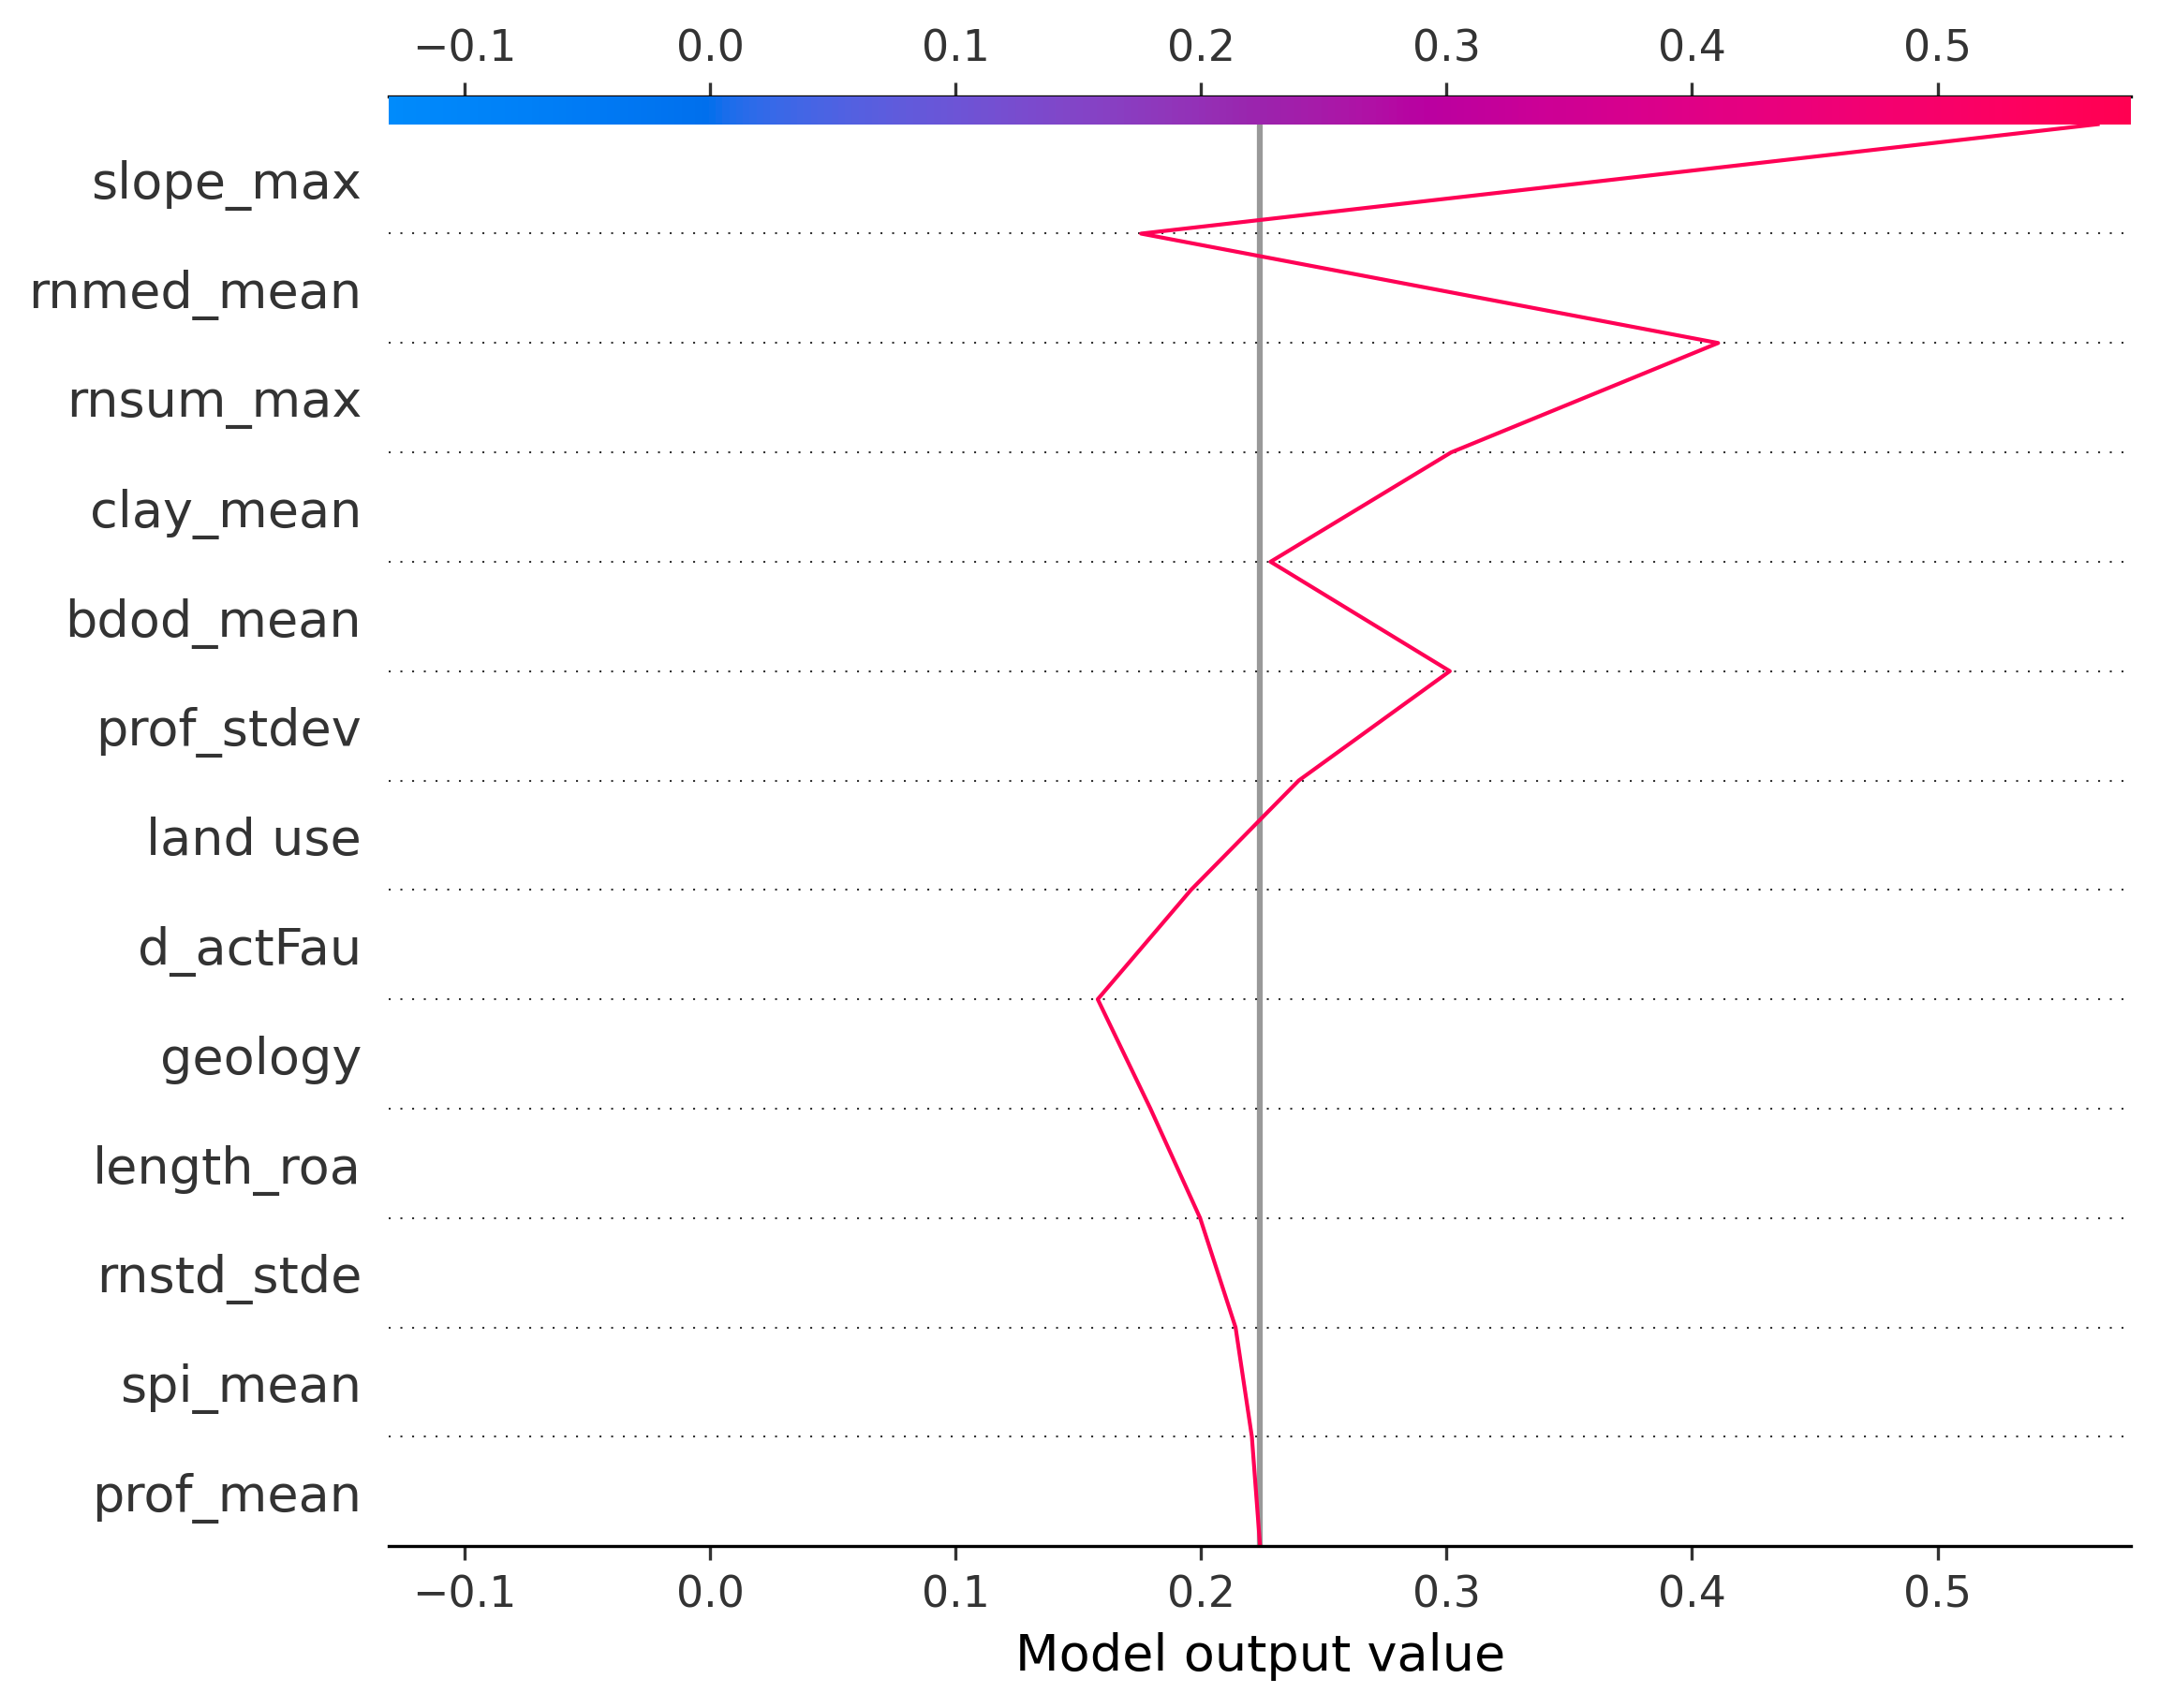 −0.1 0.0 0.1 0.2 0.3 0.4 0.5
slope_max
rnmed_mean
rnsum_max
clay_mean
bdod_mean
prof_stdev
land use
d_actFau
geology
length_roa
rnstd_stde
spi_mean
prof_mean
−0.1 0.0 0.1 0.2 0.3 0.4 0.5
Model output value